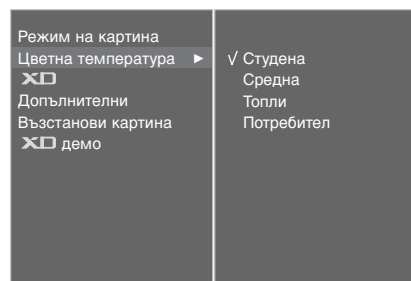 Режим на картина
Цветна температура ►
XD
Допълнителни
Възстанови картина
XD демо
√ Студена
Средна
Топли
Потребител